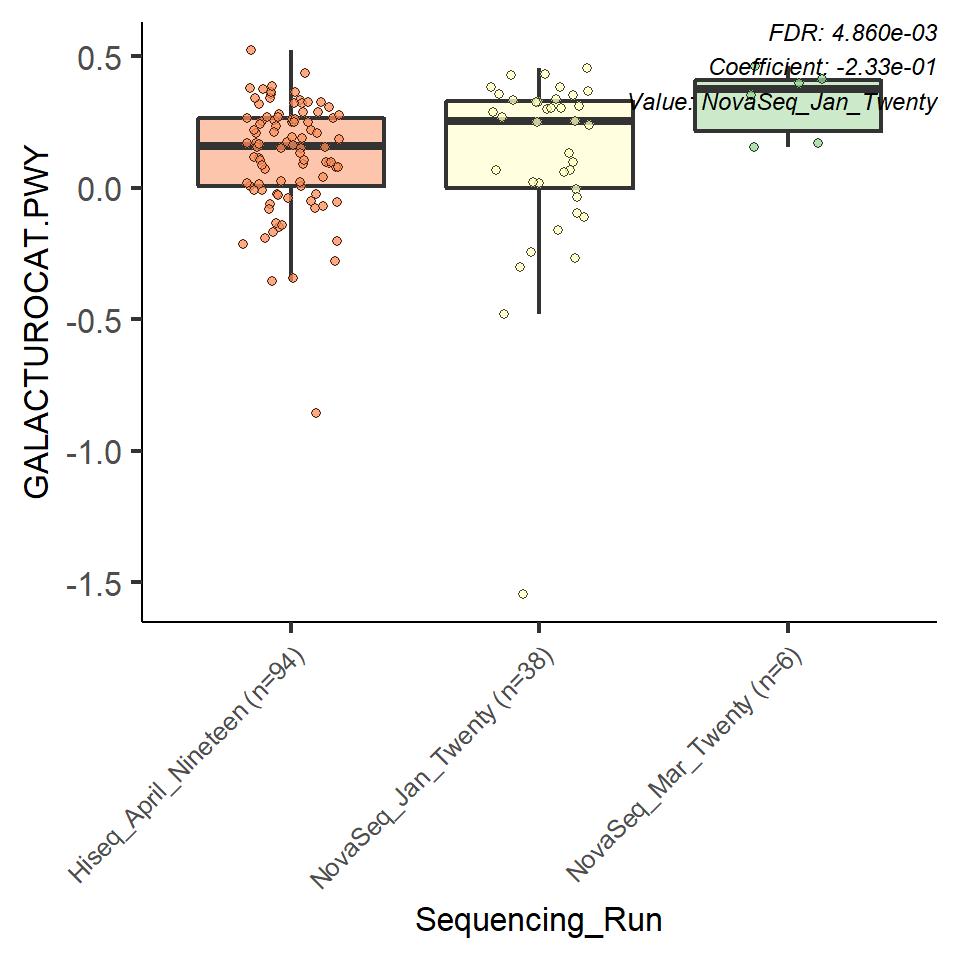 FDR: 4.860e-03
Coefficient: -2.33e-01
Value: NovaSeq_Jan_Twenty
GALACTUROCAT.PWY
0.5
0.0
-0.5
-1.0
-1.5
Hiseq_April_Nineteen (n=94)
NovaSeq_Jan_Twenty (n=38)
NovaSeq_Mar_Twenty (n=6)
Sequencing_Run